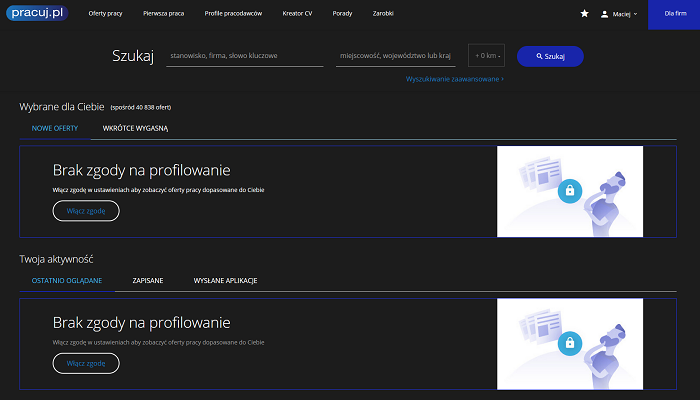 pracuj.pl
Oferty pracy Pierwsza praca Profile pracodawców Kreator CV Porady Zarobki Maciej Dla firm
Szukaj stanowisko, firma, słowo kluczowe miejscowość, województwo lub kraj + 0 km Szukaj
Wyszukiwanie zaawansowane
Wybrane dla Ciebie (spośród 40 838 ofert)
NOWE OFERTY WKRÓTCE WYGASNĄ
Brak zgody na profilowanie
Włącz zgodę w ustawieniach aby zobaczyć oferty pracy dopasowane do Ciebie
Włącz zgodę
Twoja aktywność
OSTATNIO OGLĄDANE ZAPISANE WYSŁANE APLIKACJE
Brak zgody na profilowanie
Włącz zgodę w ustawieniach aby zobaczyć oferty pracy dopasowane do Ciebie
Włącz zgodę